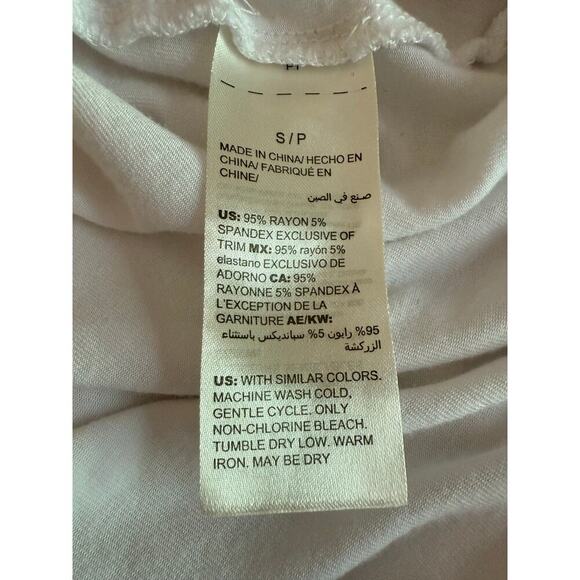 PT
S/P
MADE IN CHINA/ HECHO EN
CHINA/ FABRIQUÉ EN
CHINE/
صنع في الصين
US: 95% RAYON 5%
SPANDEX EXCLUSIVE OF
TRIM MX: 95% rayón 5%
elastano EXCLUSIVO DE
ADORNO CA: 95%
RAYONNE 5% SPANDEX À
L'EXCEPTION DE LA
GARNITURE AE/KW:
95% رايون 5% سبانديكس باستثناء
الزركشة
US: WITH SIMILAR COLORS.
MACHINE WASH COLD,
GENTLE CYCLE. ONLY
NON-CHLORINE BLEACH.
TUMBLE DRY LOW. WARM
IRON. MAY BE DRY